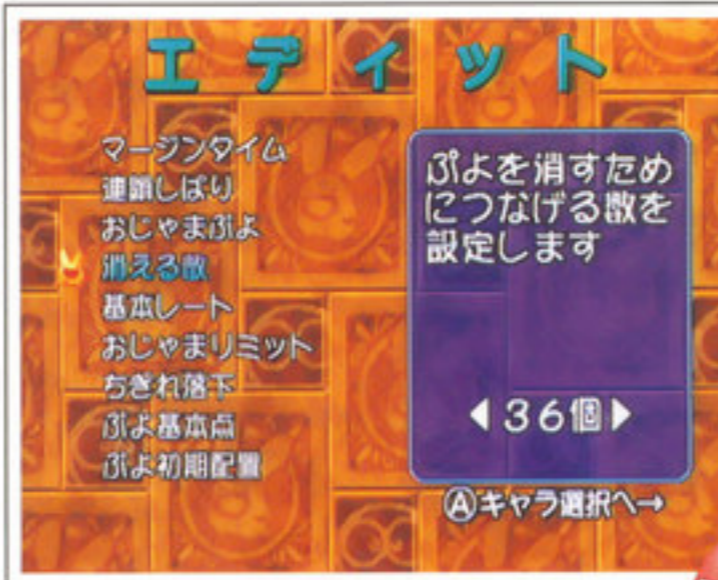 エディット
マージンタイム
連鎖しばり
おじゃまぷよ
消える数
基本レート
おじゃまリミット
ちぎれ落下
ぷよ基本点
ぷよ初期配置
ぷよを消すため
につなげる数を
設定します
◀36個▶
Ⓐキャラ選択へ→